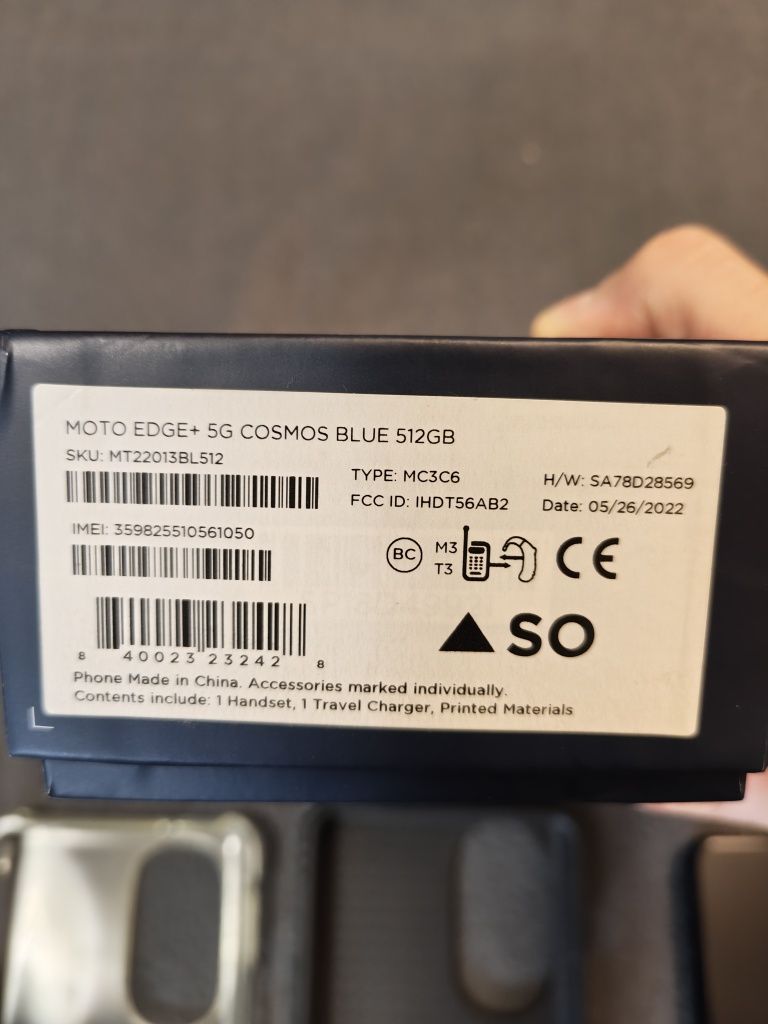 MOTO EDGE+ 5G COSMOS BLUE 512GB
SKU: MT22013BL512
TYPE: MC3C6
H/W: SA78D28569
FCC ID: IHDT56AB2
Date: 05/26/2022
IMEI: 359825510561050
BC
M3
T3
CE
SO
8 40023 23242 8
Phone Made in China. Accessories marked individually.
Contents include: 1 Handset, 1 Travel Charger, Printed Materials